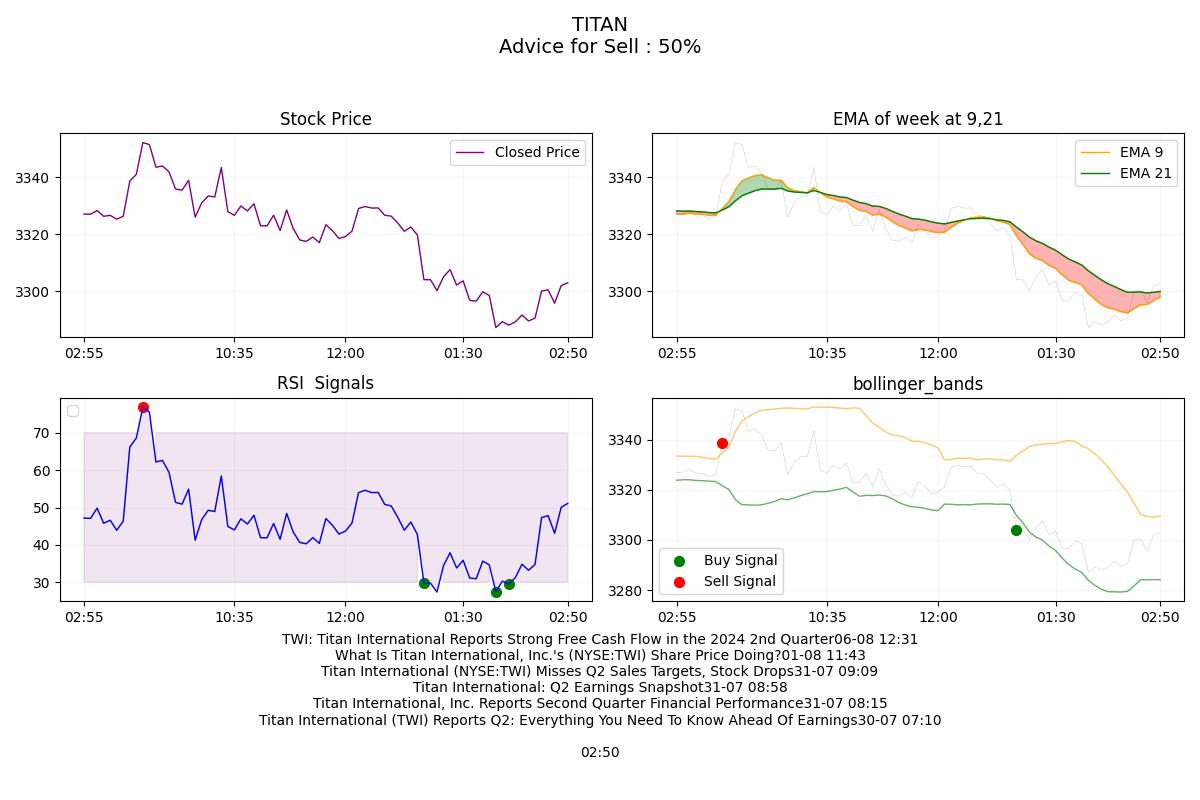 TITAN
Advice for Sell : 50%
Stock Price
Closed Price
3340
3320
3300
02:55 10:35 12:00 01:30 02:50
EMA of week at 9,21
EMA 9
EMA 21
3340
3320
3300
02:55 10:35 12:00 01:30 02:50
RSI  Signals
70
60
50
40
30
02:55 10:35 12:00 01:30 02:50
bollinger_bands
3340
3320
3300
3280
Buy Signal
Sell Signal
02:55 10:35 12:00 01:30 02:50
TWI: Titan International Reports Strong Free Cash Flow in the 2024 2nd Quarter06-08 12:31
What Is Titan International, Inc.'s (NYSE:TWI) Share Price Doing?01-08 11:43
Titan International (NYSE:TWI) Misses Q2 Sales Targets, Stock Drops31-07 09:09
Titan International: Q2 Earnings Snapshot31-07 08:58
Titan International, Inc. Reports Second Quarter Financial Performance31-07 08:15
Titan International (TWI) Reports Q2: Everything You Need To Know Ahead Of Earnings30-07 07:10
02:50